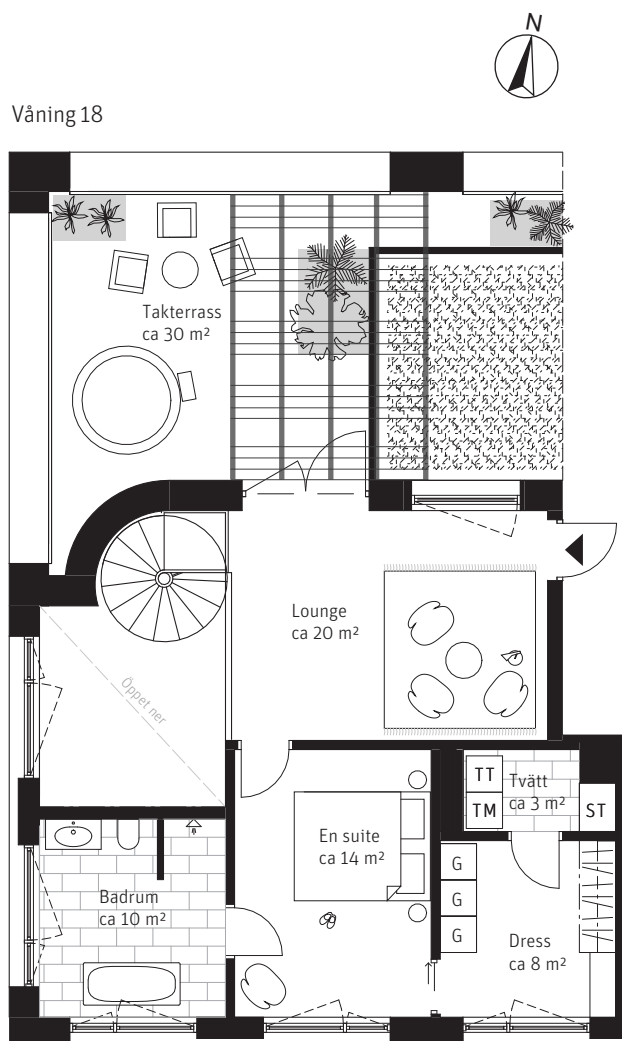 N
Våning 18
Takterrass
ca 30 m²
Lounge
ca 20 m²
Öppet ner
TT
TM
Tvätt
ca 3 m²
ST
En suite
ca 14 m²
G
G
G
Badrum
ca 10 m²
Dress
ca 8 m²